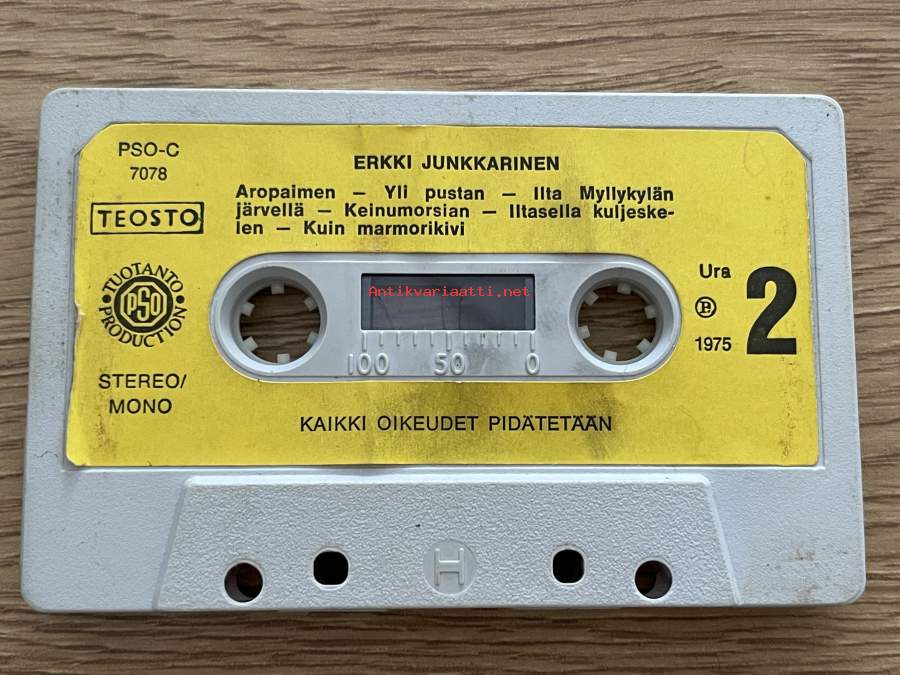 PSO-C
7078
TEOSTO
TUOTANTO
PSO
PRODUCTION
STEREO/
MONO
ERKKI JUNKKARINEN
Aropaimen — Yli pustan — Ilta Myllykylän
järvellä — Keinumorsian — Iltasella kuljeske-
len — Kuin marmorikivi
Antikvariaatti.net
100 50 0
Ura
2
P
1975
KAIKKI OIKEUDET PIDÄTETÄÄN
H